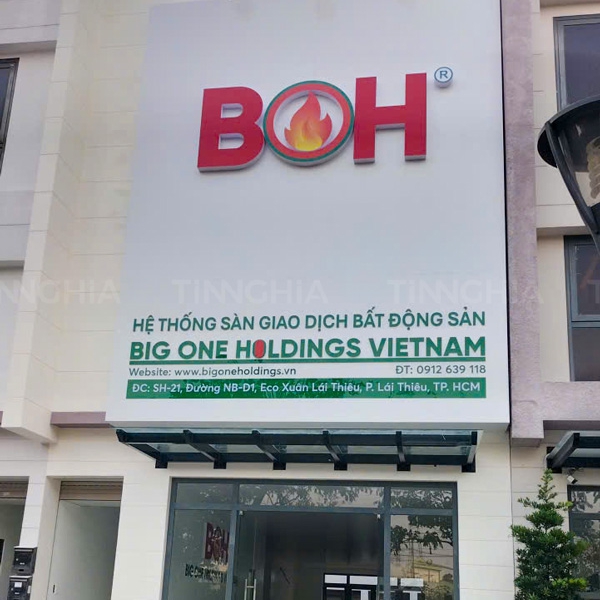 BOH ®
TINNGHIA TINNGHIA TINNGHIA
HỆ THỐNG SÀN GIAO DỊCH BẤT ĐỘNG SẢN
BIG ONE HOLDINGS VIETNAM
Website: www.bigoneholdings.vn ĐT: 0912 639 118
ĐC: SH-21, Đường NB-D1, Eco Xuân Lái Thiêu, P. Lái Thiêu, TP. HCM
BOH